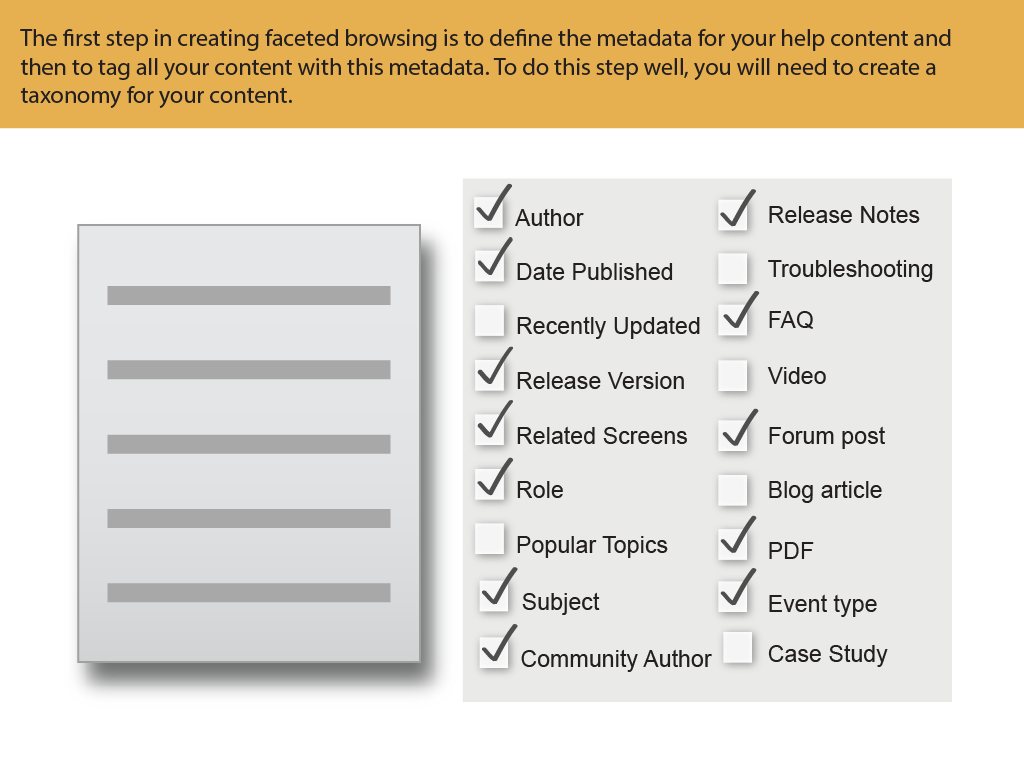 The first step in creating faceted browsing is to define the metadata for your help content and
then to tag all your content with this metadata. To do this step well, you will need to create a
taxonomy for your content.
Author
Date Published
Recently Updated
Release Version
Related Screens
Role
Popular Topics
Subject
Community Author
Release Notes
Troubleshooting
FAQ
Video
Forum post
Blog article
PDF
Event type
Case Study